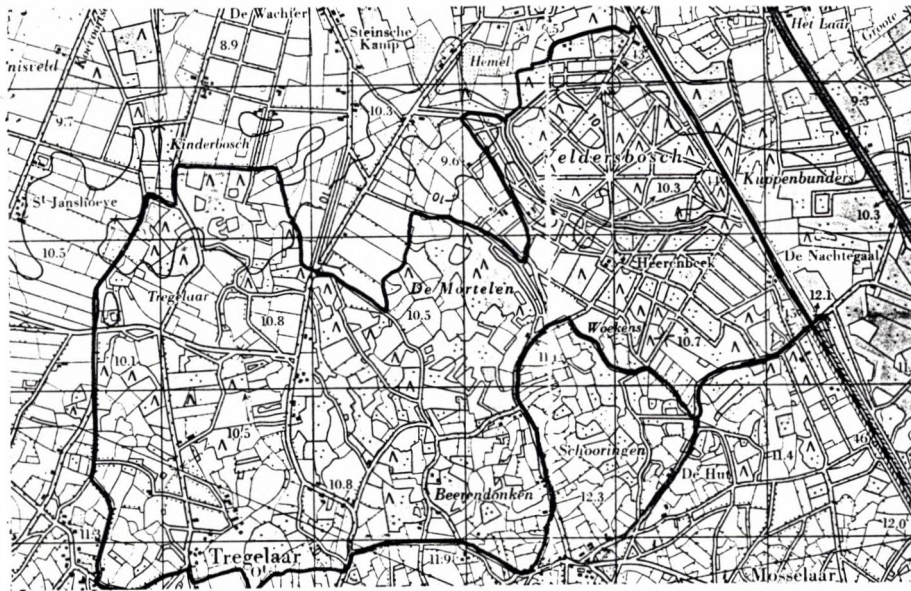 De Wachter
Steinsche
Kamp
Hemel
Het Laar
8.9
nisveld
10.3
9.3
9.7
Kinderbosch
9.6
eldersbosch
Kuppenbunders
10.3
St Janshoeve
10.3
10.5
De Mortelen
Heerenbeek
De Nachtegaal
Tregelaar
10.5
12.1
10.8
Woekens
10.7
10.1
Schooringen
10.5
11.4
De Hut
10.8
Beerendonken
12.3
12.0
Tregelaar
11.9
Mosselaar